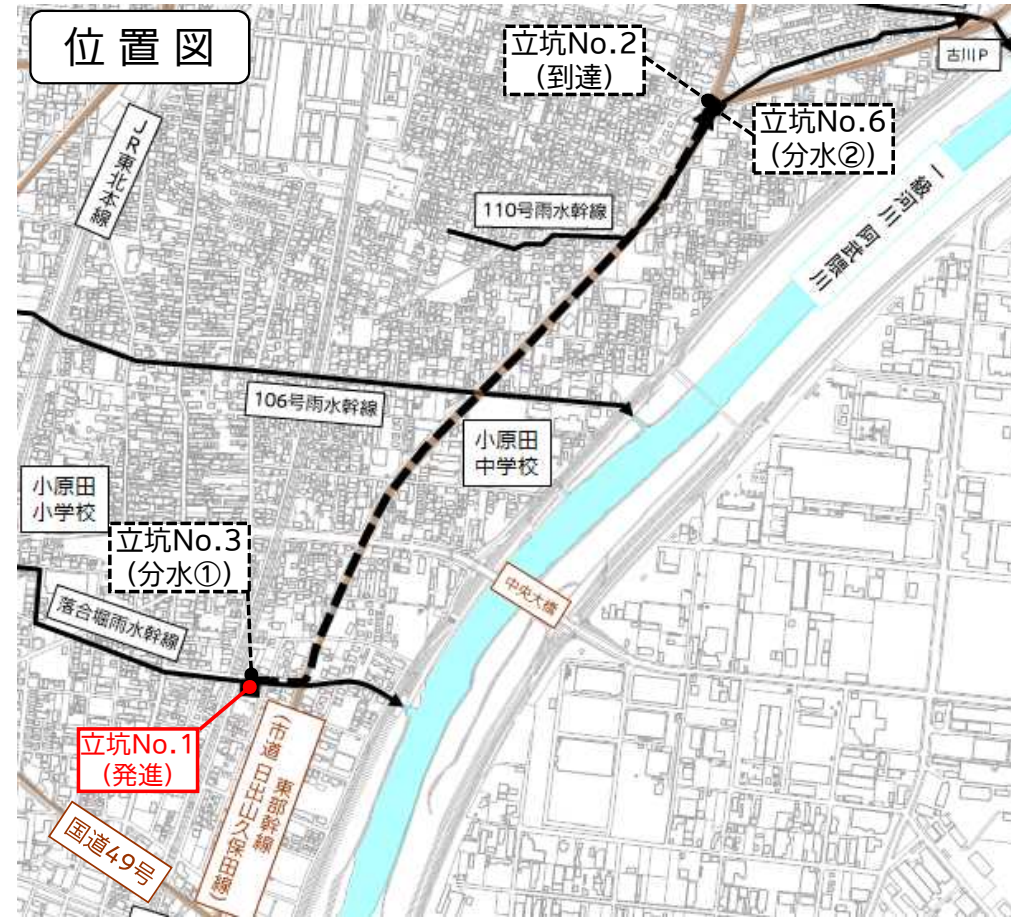 位置図
立坑No.2
(到達)
古川P
立坑No.6
(分水②)
JR東北本線
110号雨水幹線
一級河川 阿武隈川
106号雨水幹線
小原田
中学校
小原田
小学校
立坑No.3
(分水①)
中央大橋
落合堀雨水幹線
立坑No.1
(発進)
東部幹線
(市道 日出山久保田線)
国道49号